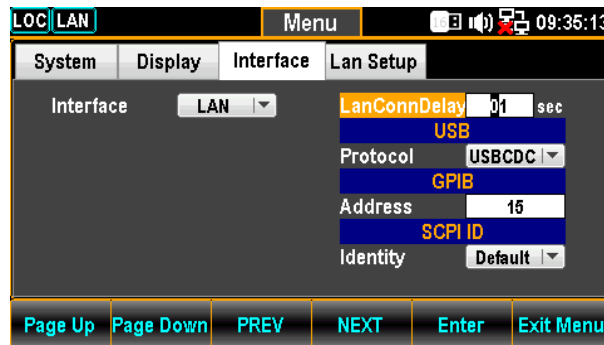 LOC LAN Menu 16 09:35:13
System Display Interface Lan Setup
Interface LAN LanConnDelay 01 sec
USB
Protocol USBCDC
GPIB
Address 15
SCPI ID
Identity Default
Page Up Page Down PREV NEXT Enter Exit Menu